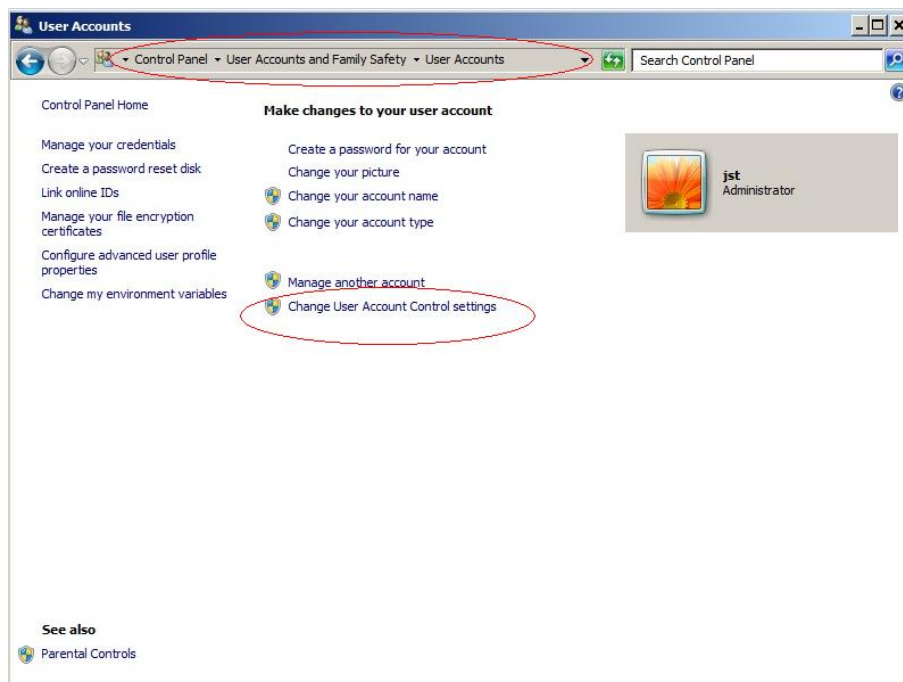 User Accounts
Control Panel User Accounts and Family Safety User Accounts
Search Control Panel
Control Panel Home
Manage your credentials
Create a password reset disk
Link online IDs
Manage your file encryption
certificates
Configure advanced user profile
properties
Change my environment variables
Make changes to your user account
Create a password for your account
Change your picture
Change your account name
Change your account type
Manage another account
Change User Account Control settings
jst
Administrator
See also
Parental Controls